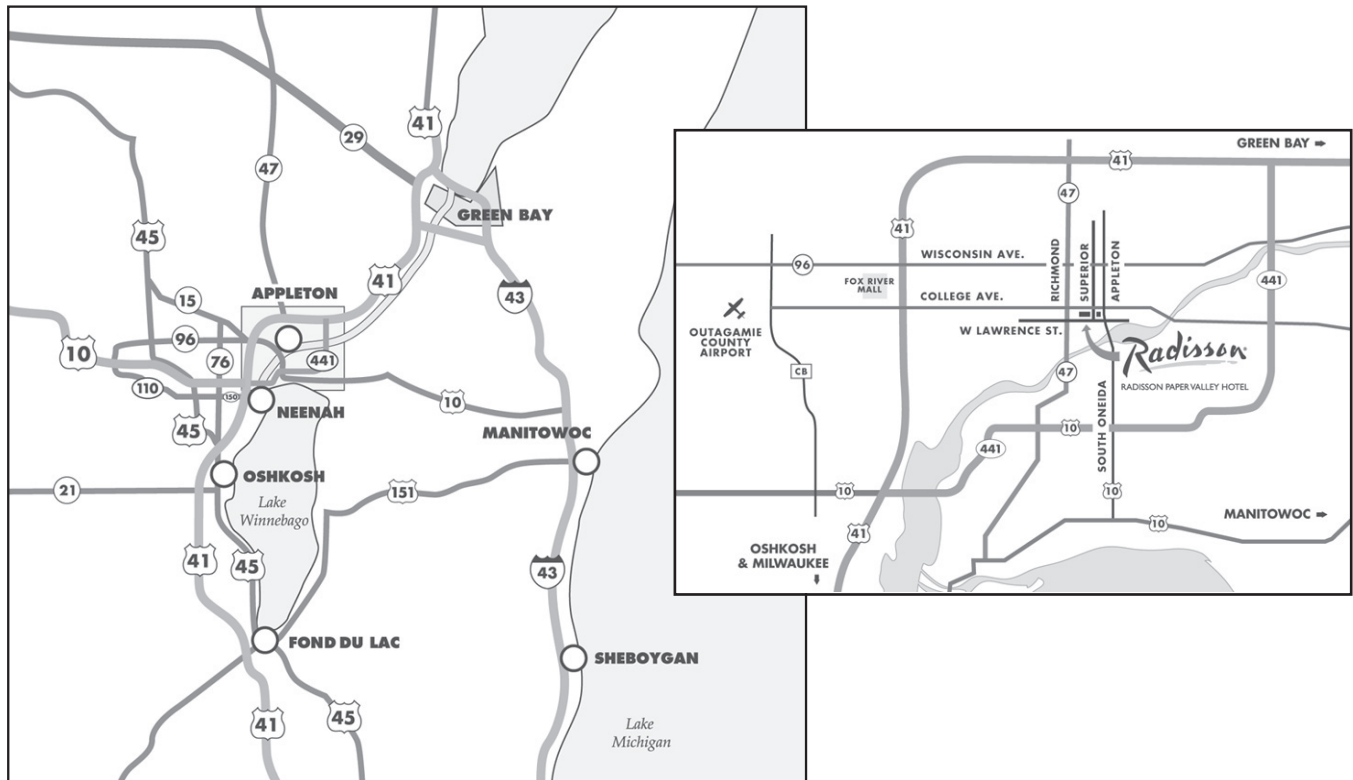 41
29
47
GREEN BAY
45
41
43
15
APPLETON
96
10
76
441
110
150
NEENAH
10
45
MANITOWOC
OSHKOSH
21
151
Lake
Winnebago
41
45
43
FOND DU LAC
SHEBOYGAN
41
45
Lake
Michigan
GREEN BAY
41
47
41
WISCONSIN AVE.
96
RICHMOND
SUPERIOR
APPLETON
FOX RIVER
MALL
441
COLLEGE AVE.
OUTAGAMIE
COUNTY
AIRPORT
W LAWRENCE ST.
Radisson
RADISSON PAPER VALLEY HOTEL
CB
47
SOUTH ONEIDA
10
441
10
10
MANITOWOC
10
41
OSHKOSH
& MILWAUKEE